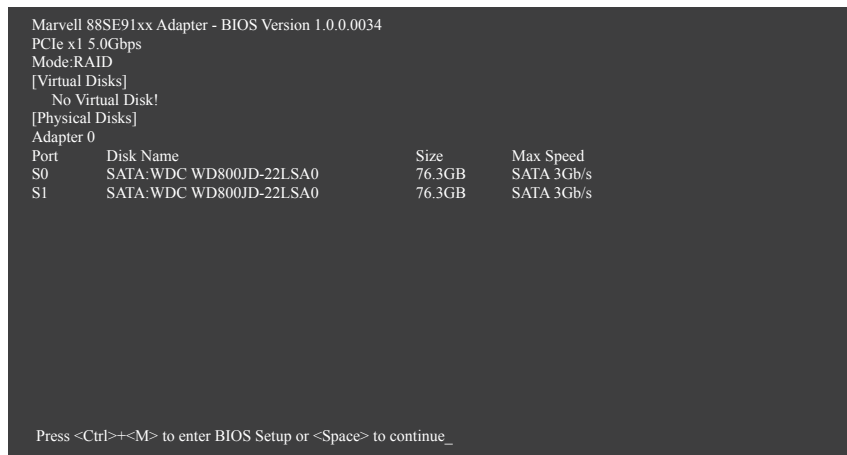 Marvell 88SE91xx Adapter - BIOS Version 1.0.0.0034
PCIe x1 5.0Gbps
Mode:RAID
[Virtual Disks]
No Virtual Disk!
[Physical Disks]
Adapter 0
Port Disk Name Size Max Speed
S0 SATA:WDC WD800JD-22LSA0 76.3GB SATA 3Gb/s
S1 SATA:WDC WD800JD-22LSA0 76.3GB SATA 3Gb/s
Press <Ctrl>+<M> to enter BIOS Setup or <Space> to continue_